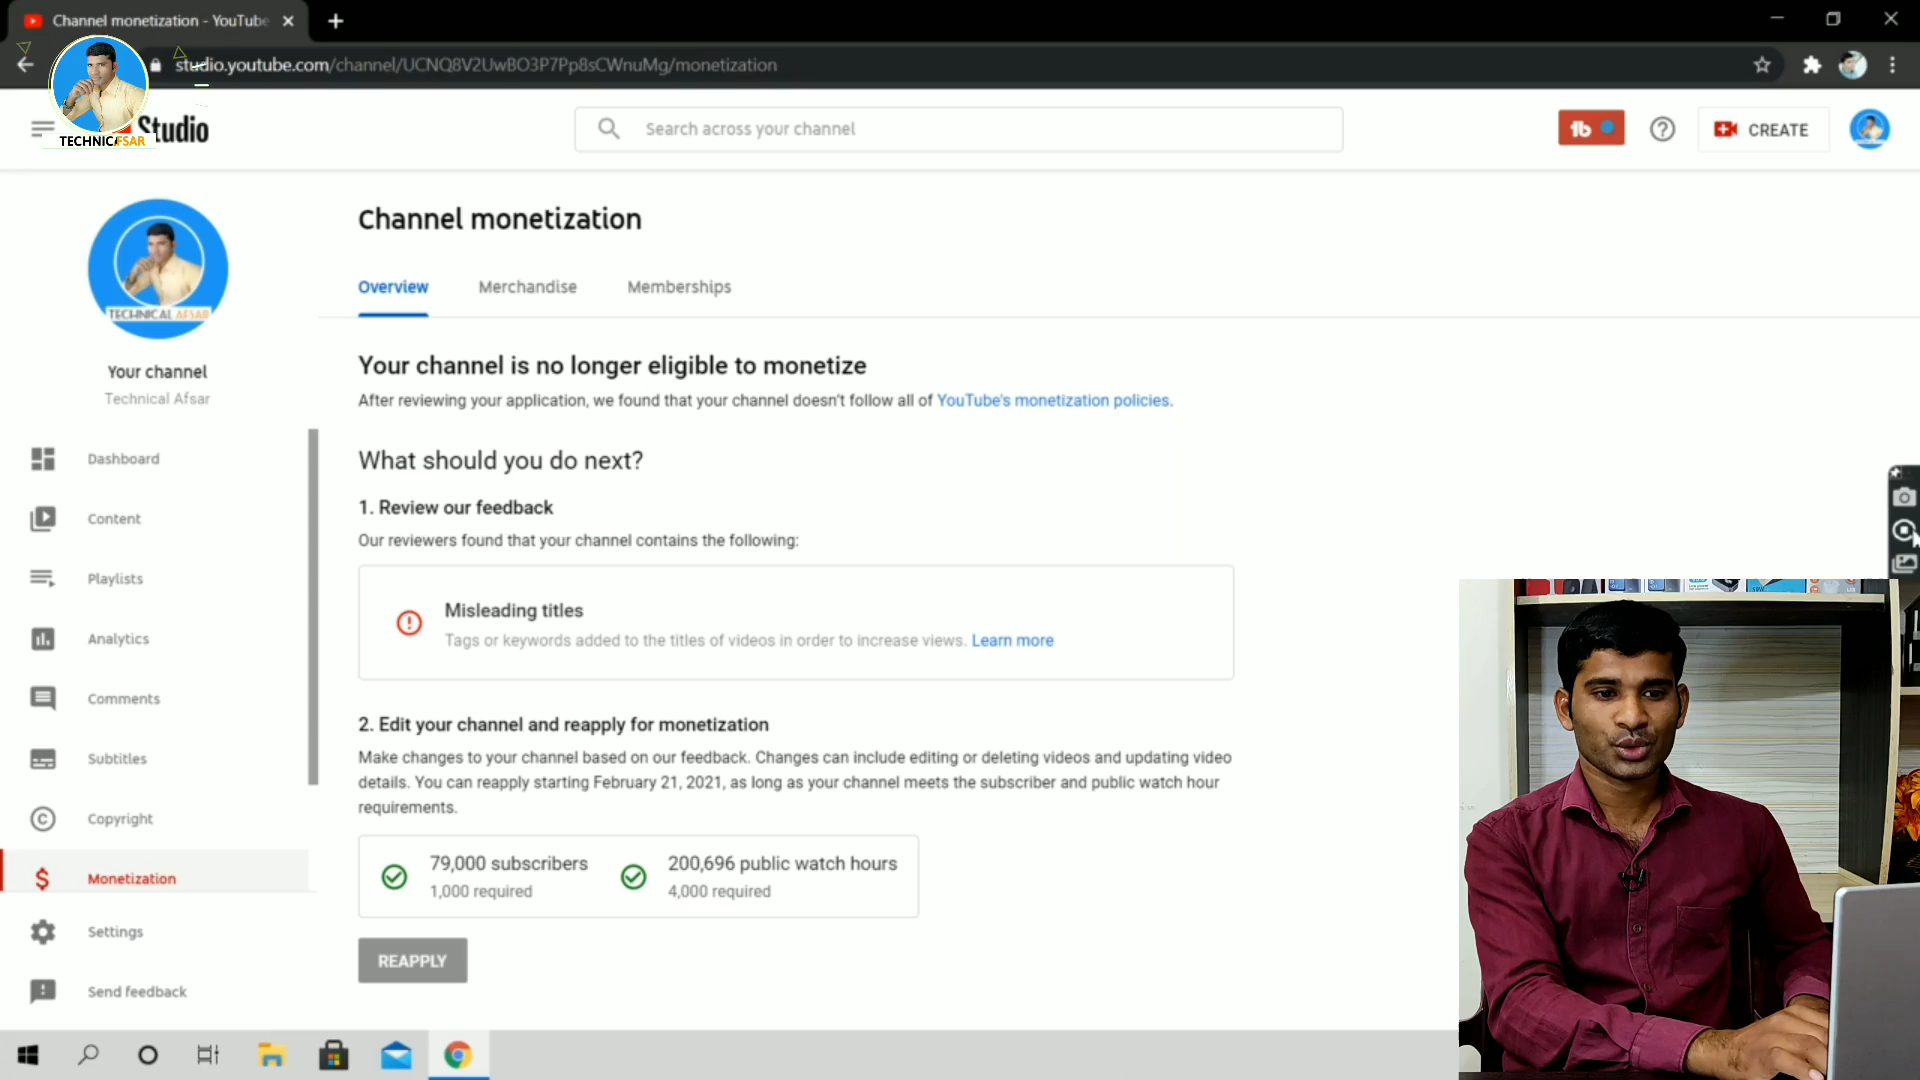 Channel monetization - YouTube
studio.youtube.com/channel/UCNQ8V2UwBO3P7Pp8sCWnuMg/monetization
TECHNIC AFSAR
Studio
Search across your channel
CREATE
TECHNICAL AFSAR
Your channel
Technical Afsar
Dashboard
Content
Playlists
Analytics
Comments
Subtitles
Copyright
Monetization
Settings
Send feedback
Channel monetization
Overview
Merchandise
Memberships
Your channel is no longer eligible to monetize
After reviewing your application, we found that your channel doesn't follow all of YouTube's monetization policies.
What should you do next?
1. Review our feedback
Our reviewers found that your channel contains the following:
Misleading titles
Tags or keywords added to the titles of videos in order to increase views. Learn more
2. Edit your channel and reapply for monetization
Make changes to your channel based on our feedback. Changes can include editing or deleting videos and updating video
details. You can reapply starting February 21, 2021, as long as your channel meets the subscriber and public watch hour
requirements.
79,000 subscribers
1,000 required
200,696 public watch hours
4,000 required
REAPPLY